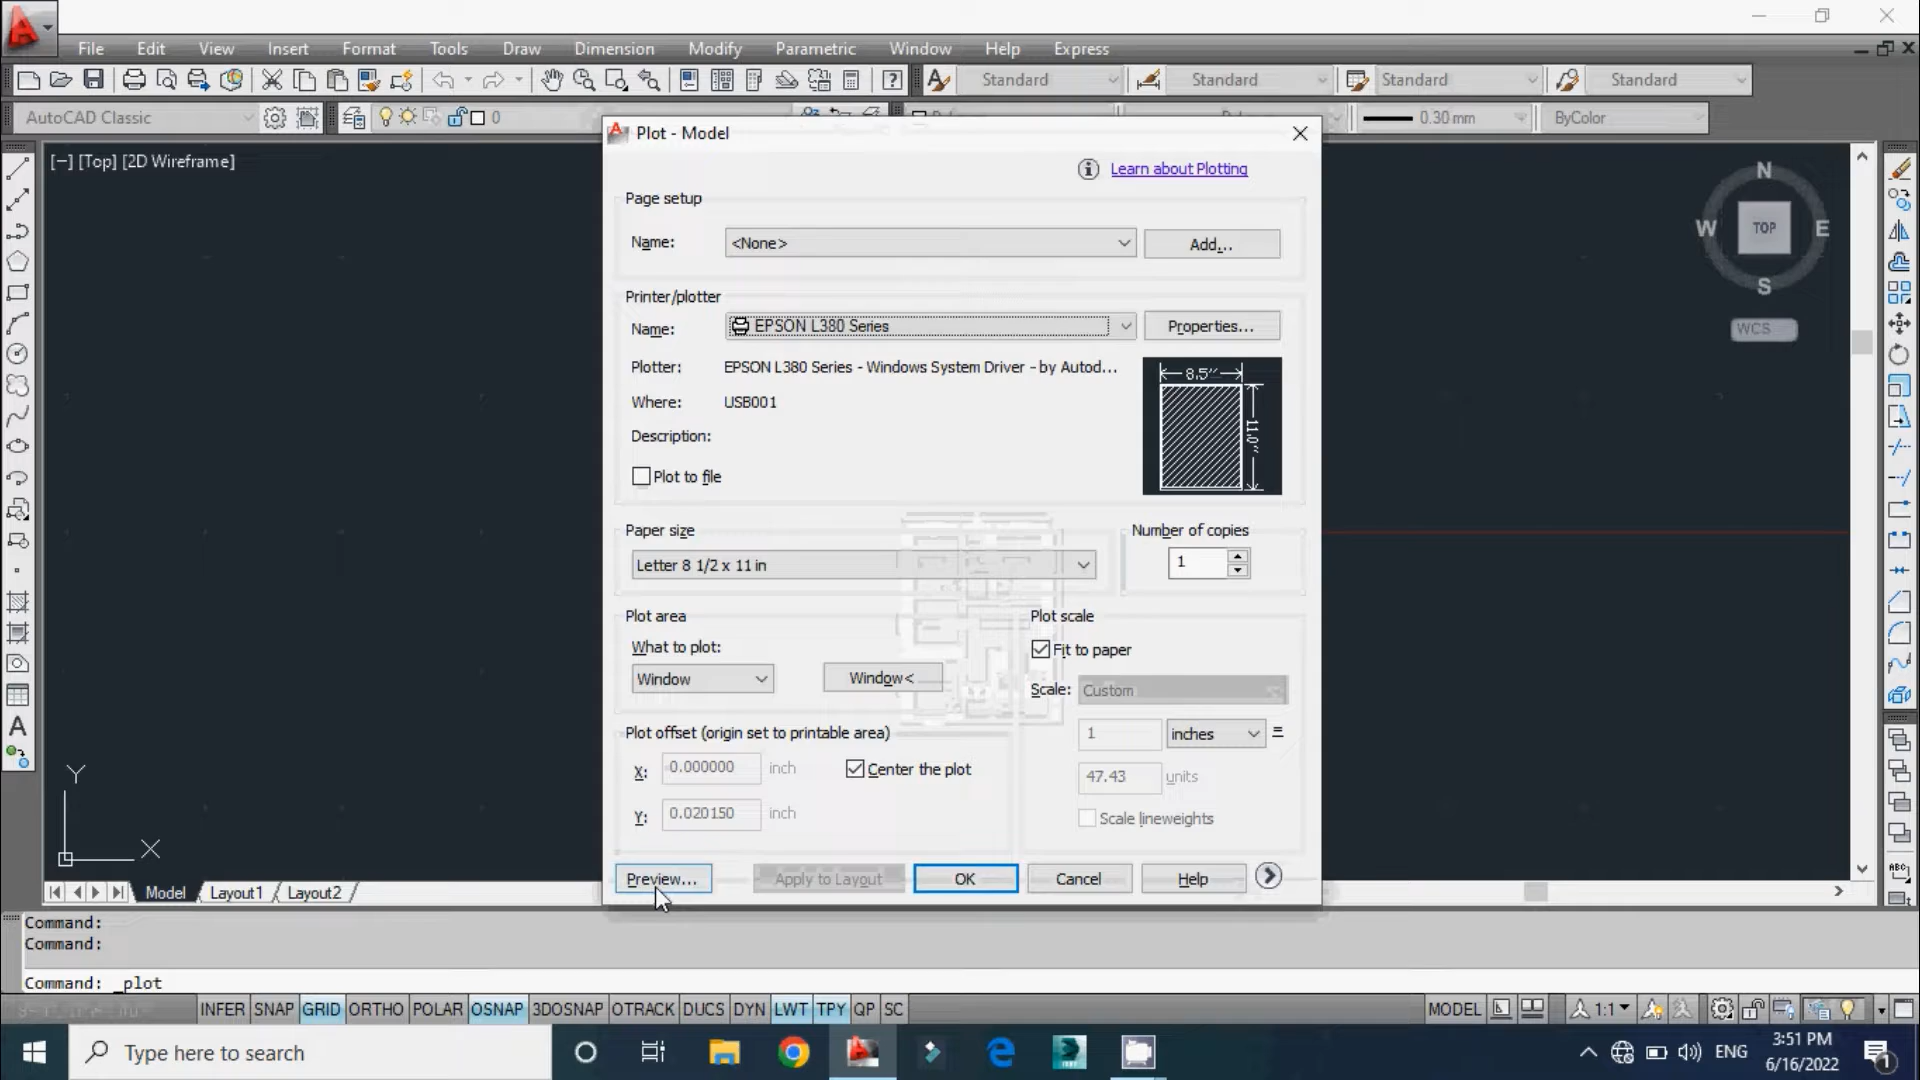 File Edit View Insert Format Tools Draw Dimension Modify Parametric Window Help Express
Standard Standard Standard Standard
AutoCAD Classic 0 0.30 mm ByColor
[−] [Top] [2D Wireframe]
Plot - Model
Learn about Plotting
Page setup
Name: <None> Add...
Printer/plotter
Name: EPSON L380 Series Properties...
Plotter: EPSON L380 Series - Windows System Driver - by Autod...
Where: USB001
Description:
Plot to file
8.5''
11.0''
Paper size
Letter 8 1/2 x 11 in
Number of copies
1
Plot area
What to plot:
Window Window<
Plot scale
Fit to paper
Scale: Custom
1 inches =
47.43 units
Scale lineweights
Plot offset (origin set to printable area)
X: 0.000000 inch Center the plot
Y: 0.020150 inch
Preview... Apply to Layout OK Cancel Help
N
W TOP E
S
WCS
Y
X
A
ABC
Model Layout1 Layout2
Command:
Command:
Command: _plot
INFER SNAP GRID ORTHO POLAR OSNAP 3DOSNAP OTRACK DUCS DYN LWT TPY QP SC MODEL 1:1
Type here to search
ENG
3:51 PM
6/16/2022
1